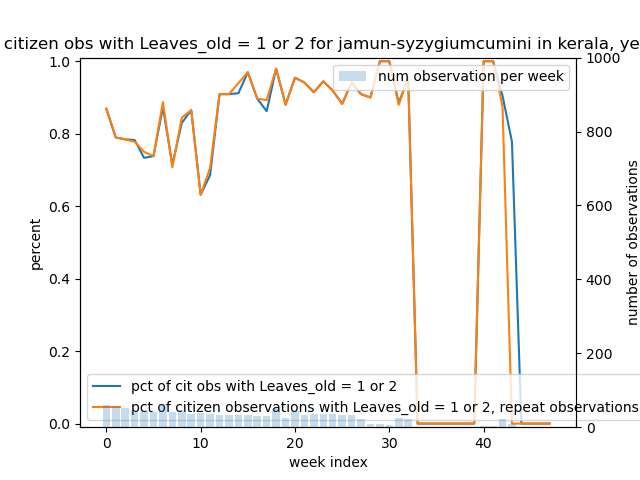 citizen obs with Leaves_old = 1 or 2 for jamun-syzygiumcumini in kerala, ye
1.0
0.8
0.6
0.4
0.2
0.0
percent
1000
800
600
400
200
0
number of observations
num observation per week
pct of cit obs with Leaves_old = 1 or 2
pct of citizen observations with Leaves_old = 1 or 2, repeat observations
0
10
20
30
40
week index